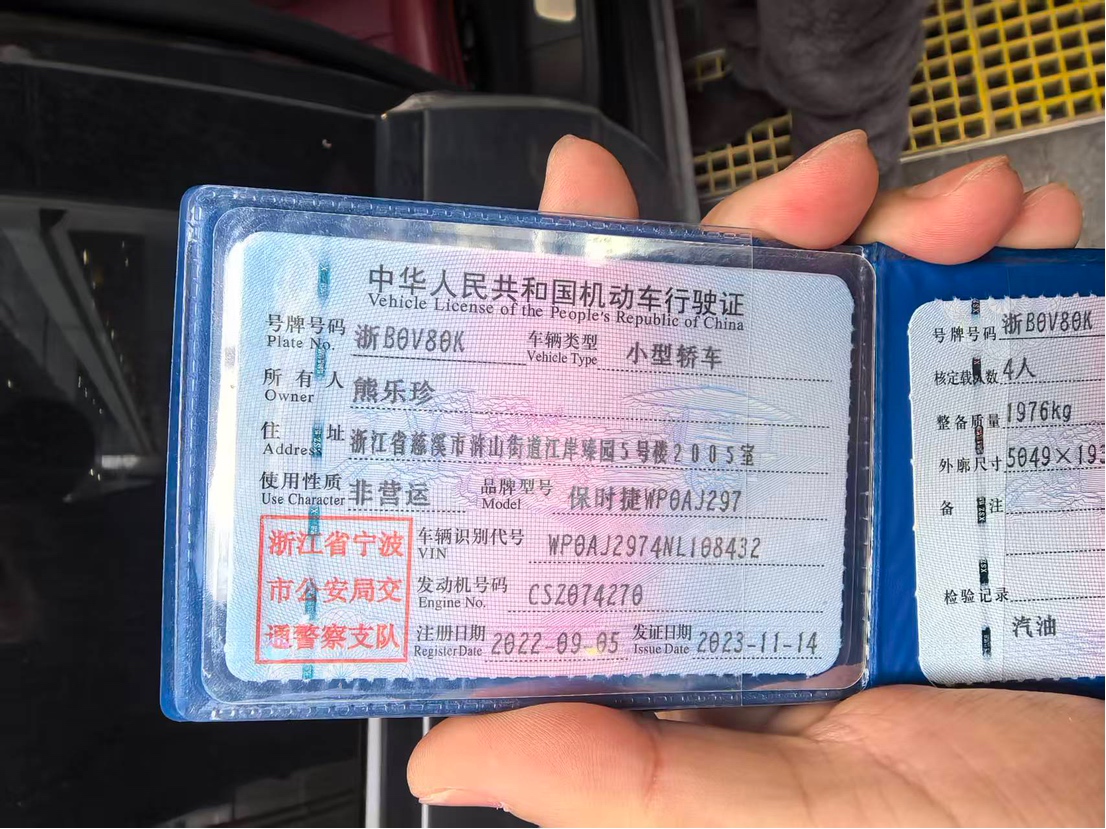 中华人民共和国机动车行驶证
Vehicle License of the People's Republic of China
号牌号码 浙B0V80K 车辆类型 小型轿车
Plate No. Vehicle Type
所有人 熊乐珍
Owner
住址 浙江省慈溪市浒山街道江岸臻园5号楼2005室
Address
使用性质 非营运 品牌型号 保时捷WP0AJ297
Use Character Model
浙江省宁波
市公安局交
通警察支队
车辆识别代号 WP0AJ2974NL108432
VIN
发动机号码 CSZ074270
Engine No.
注册日期 2022-09-05 发证日期 2023-11-14
Register Date Issue Date
号牌号码 浙B0V80K
核定载人数 4人
整备质量 1976kg
外廓尺寸 5049×193
备注
检验记录
汽油